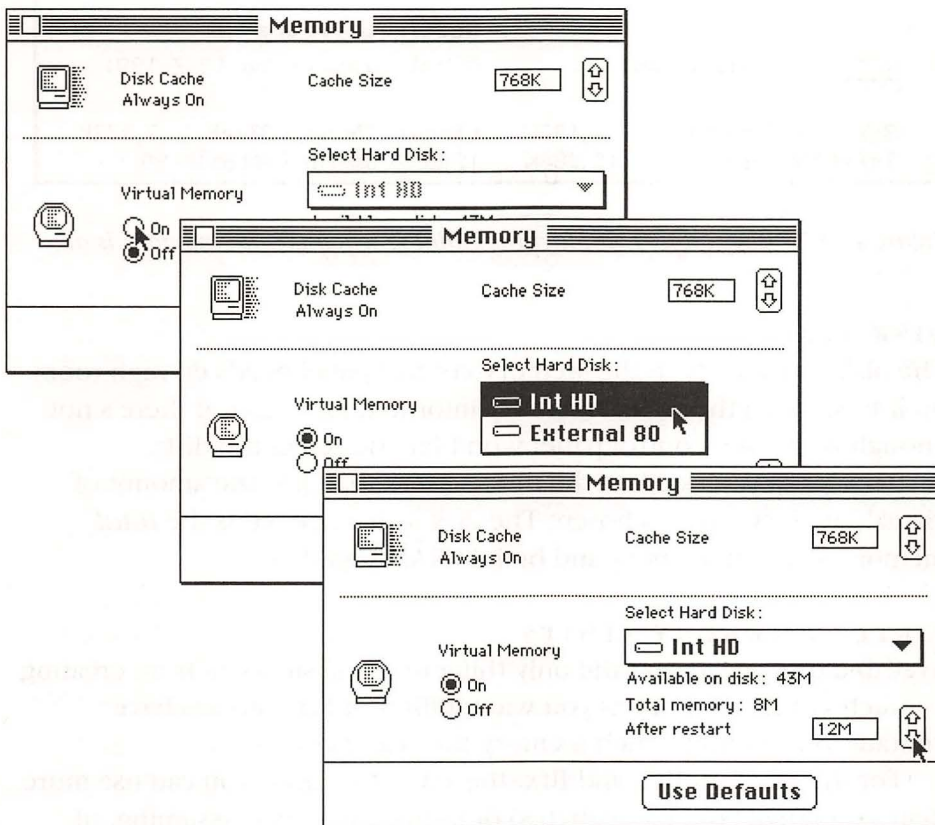 Memory
Disk Cache
Always On
Cache Size
768K
Select Hard Disk:
Int HD
Virtual Memory
On
Off
Memory
Disk Cache
Always On
Cache Size
768K
Select Hard Disk:
Int HD
External 80
Virtual Memory
On
Off
Memory
Disk Cache
Always On
Cache Size
768K
Select Hard Disk:
Int HD
Virtual Memory
On
Off
Available on disk: 43M
Total memory: 8M
After restart
12M
Use Defaults